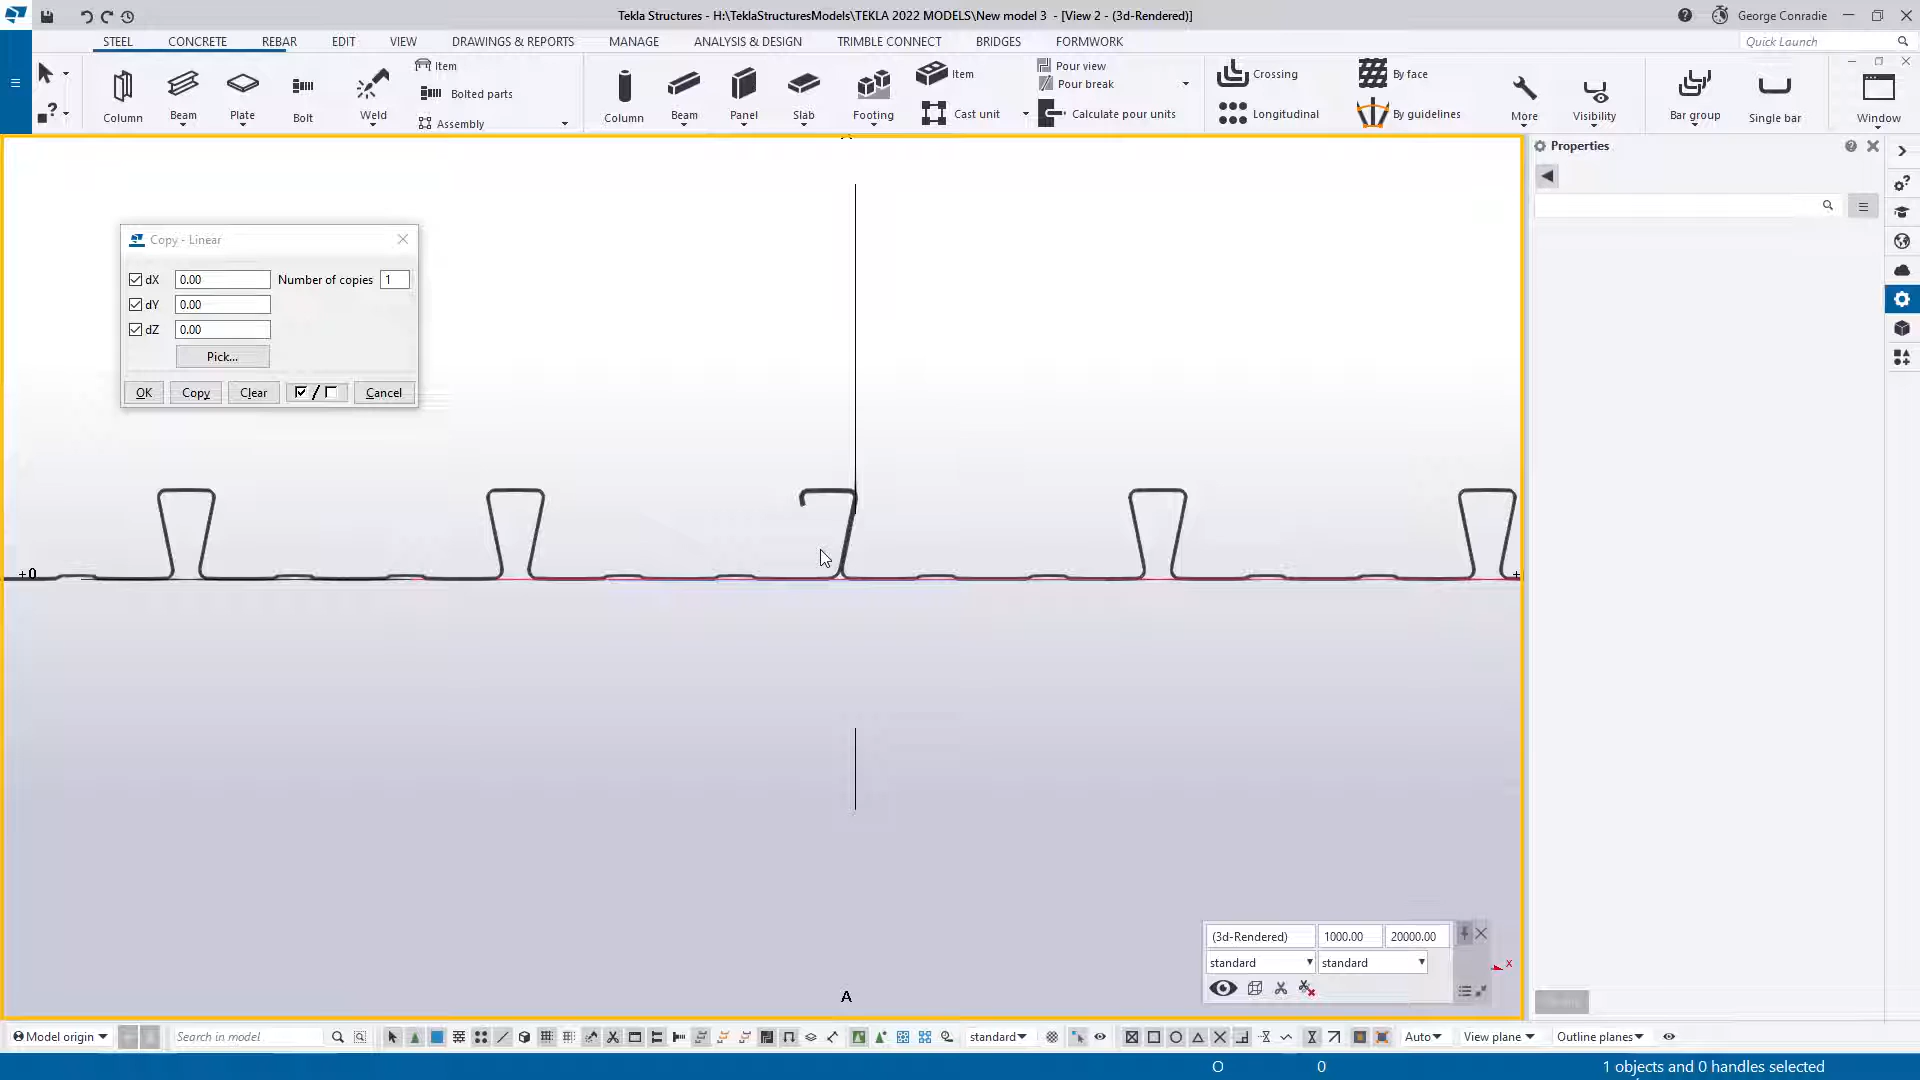 Tekla Structures - H:\TeklaStructuresModels\TEKLA 2022 MODELS\New model 3 - [View 2 - (3d-Rendered)]
George Conradie
STEEL CONCRETE REBAR EDIT VIEW DRAWINGS & REPORTS MANAGE ANALYSIS & DESIGN TRIMBLE CONNECT BRIDGES FORMWORK
Quick Launch
Column Beam Plate Bolt Weld
Item
Bolted parts
Assembly
Column Beam Panel Slab Footing
Item
Cast unit
Pour view
Pour break
Calculate pour units
Crossing
Longitudinal
By face
By guidelines
More
Visibility
Bar group
Single bar
Window
Properties
Copy - Linear
dX 0.00 Number of copies 1
dY 0.00
dZ 0.00
Pick...
OK Copy Clear / Cancel
+0
A
(3d-Rendered) 1000.00 20000.00
standard standard
x
Model origin Search in model standard Auto View plane Outline planes
O 0 1 objects and 0 handles selected